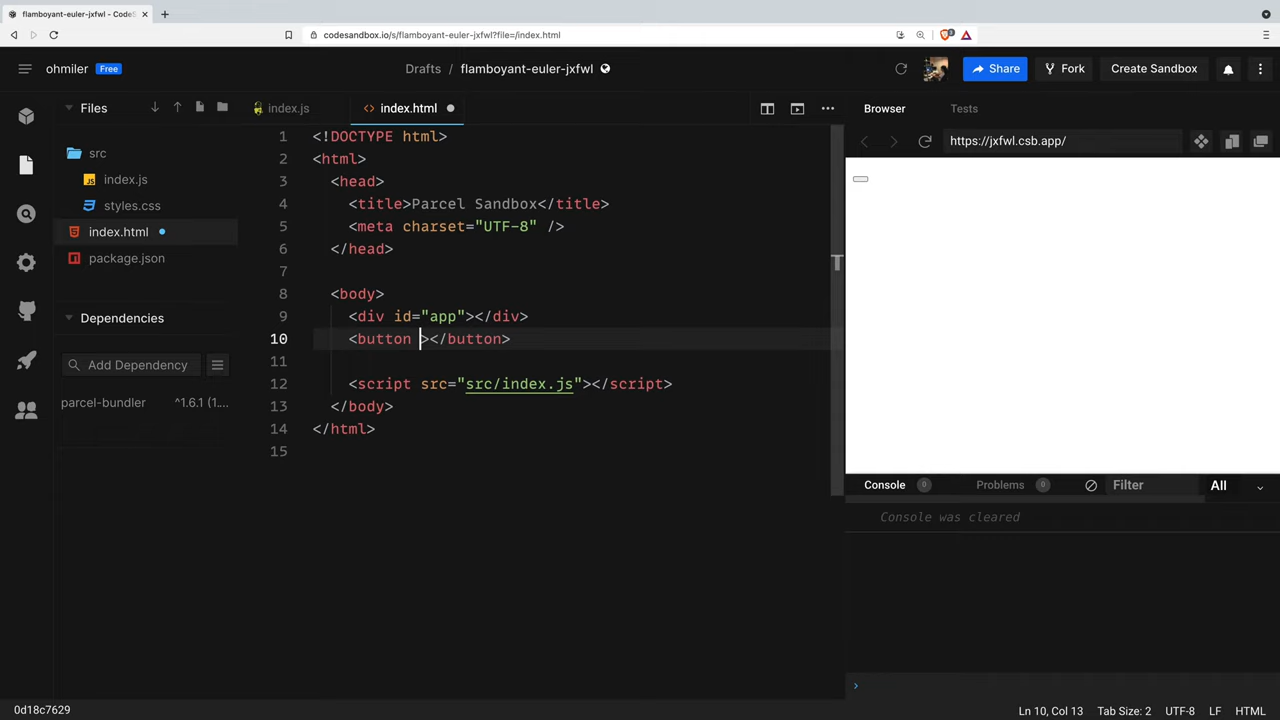 flamboyant-euler-jxfwl - CodeS
codesandbox.io/s/flamboyant-euler-jxfwl?file=/index.html
ohmiler Free
Drafts / flamboyant-euler-jxfwl
Share
Fork
Create Sandbox
Files
index.js
index.html
Browser
Tests
https://jxfwl.csb.app/
src
index.js
styles.css
index.html
package.json
Dependencies
Add Dependency
parcel-bundler ^1.6.1 (1....
1 <!DOCTYPE html>
2 <html>
3 <head>
4 <title>Parcel Sandbox</title>
5 <meta charset="UTF-8" />
6 </head>
7
8 <body>
9 <div id="app"></div>
10 <button ></button>
11
12 <script src="src/index.js"></script>
13 </body>
14 </html>
15
Console 0 Problems 0 Filter All
Console was cleared
0d18c7629
Ln 10, Col 13 Tab Size: 2 UTF-8 LF HTML